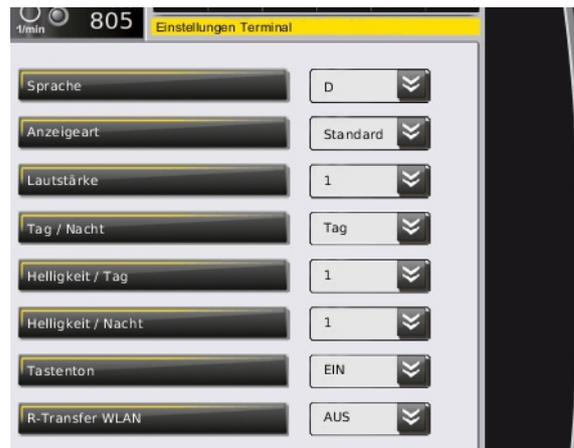 1/min 805
Einstellungen Terminal
Sprache D
Anzeigeart Standard
Lautstärke 1
Tag / Nacht Tag
Helligkeit / Tag 1
Helligkeit / Nacht 1
Tastenton EIN
R-Transfer WLAN AUS